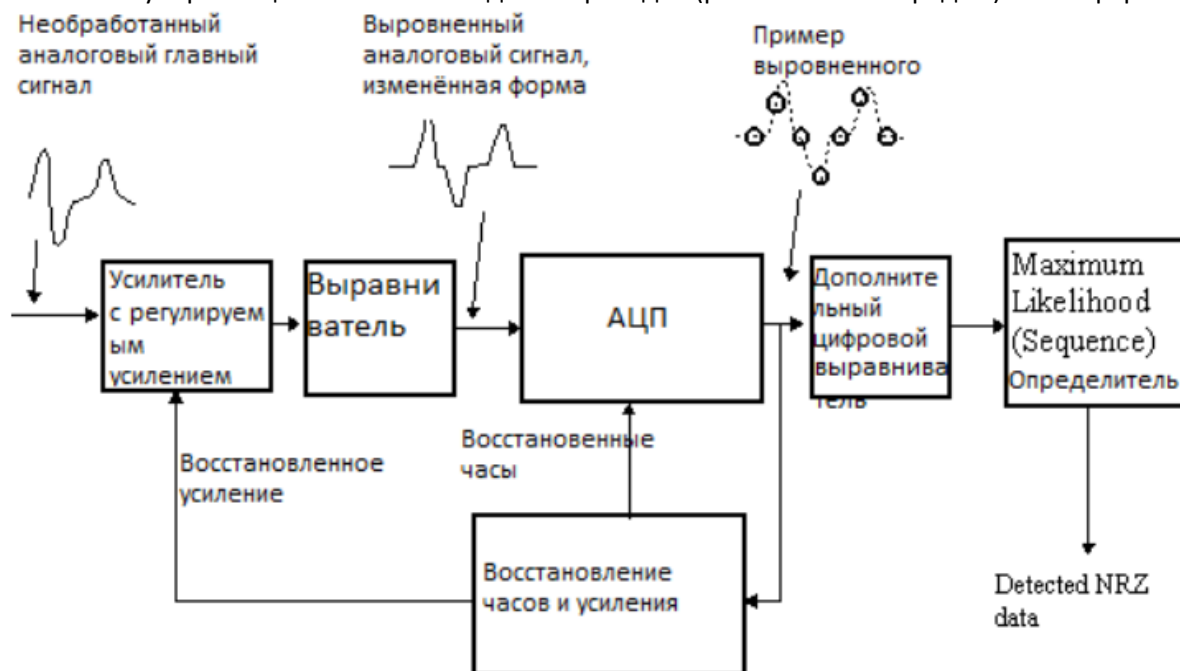 Необработанный
аналоговый главный
сигнал
Выровненный
аналоговый сигнал,
изменённая форма
Пример
выровненного
Усилитель
с регулируем
ым
усилением
Выравни
ватель
АЦП
Дополните
льный
цифровой
выравнива
тель
Maximum
Likelihood
(Sequence)
Определитель
Восстановленное
усиление
Восстановенные
часы
Восстановление
часов и усиления
Detected NRZ
data